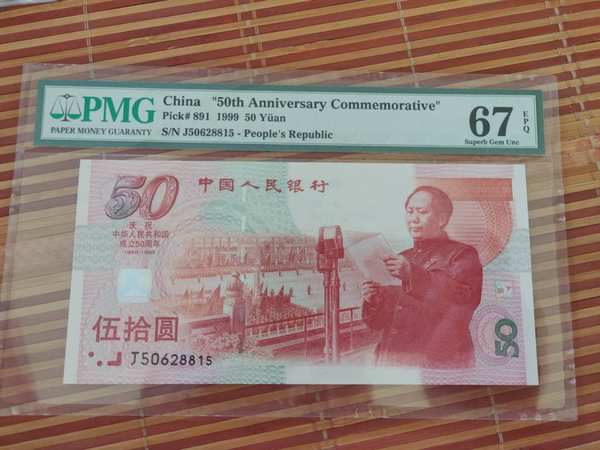 PMG
PAPER MONEY GUARANTY
China "50th Anniversary Commemorative"
Pick# 891 1999 50 Yüan
S/N J50628815 - People's Republic
67 EPQ
Superb Gem Unc
50
中国人民银行
庆祝
中华人民共和国
成立50周年
1949-1999
伍拾圆
J50628815
50